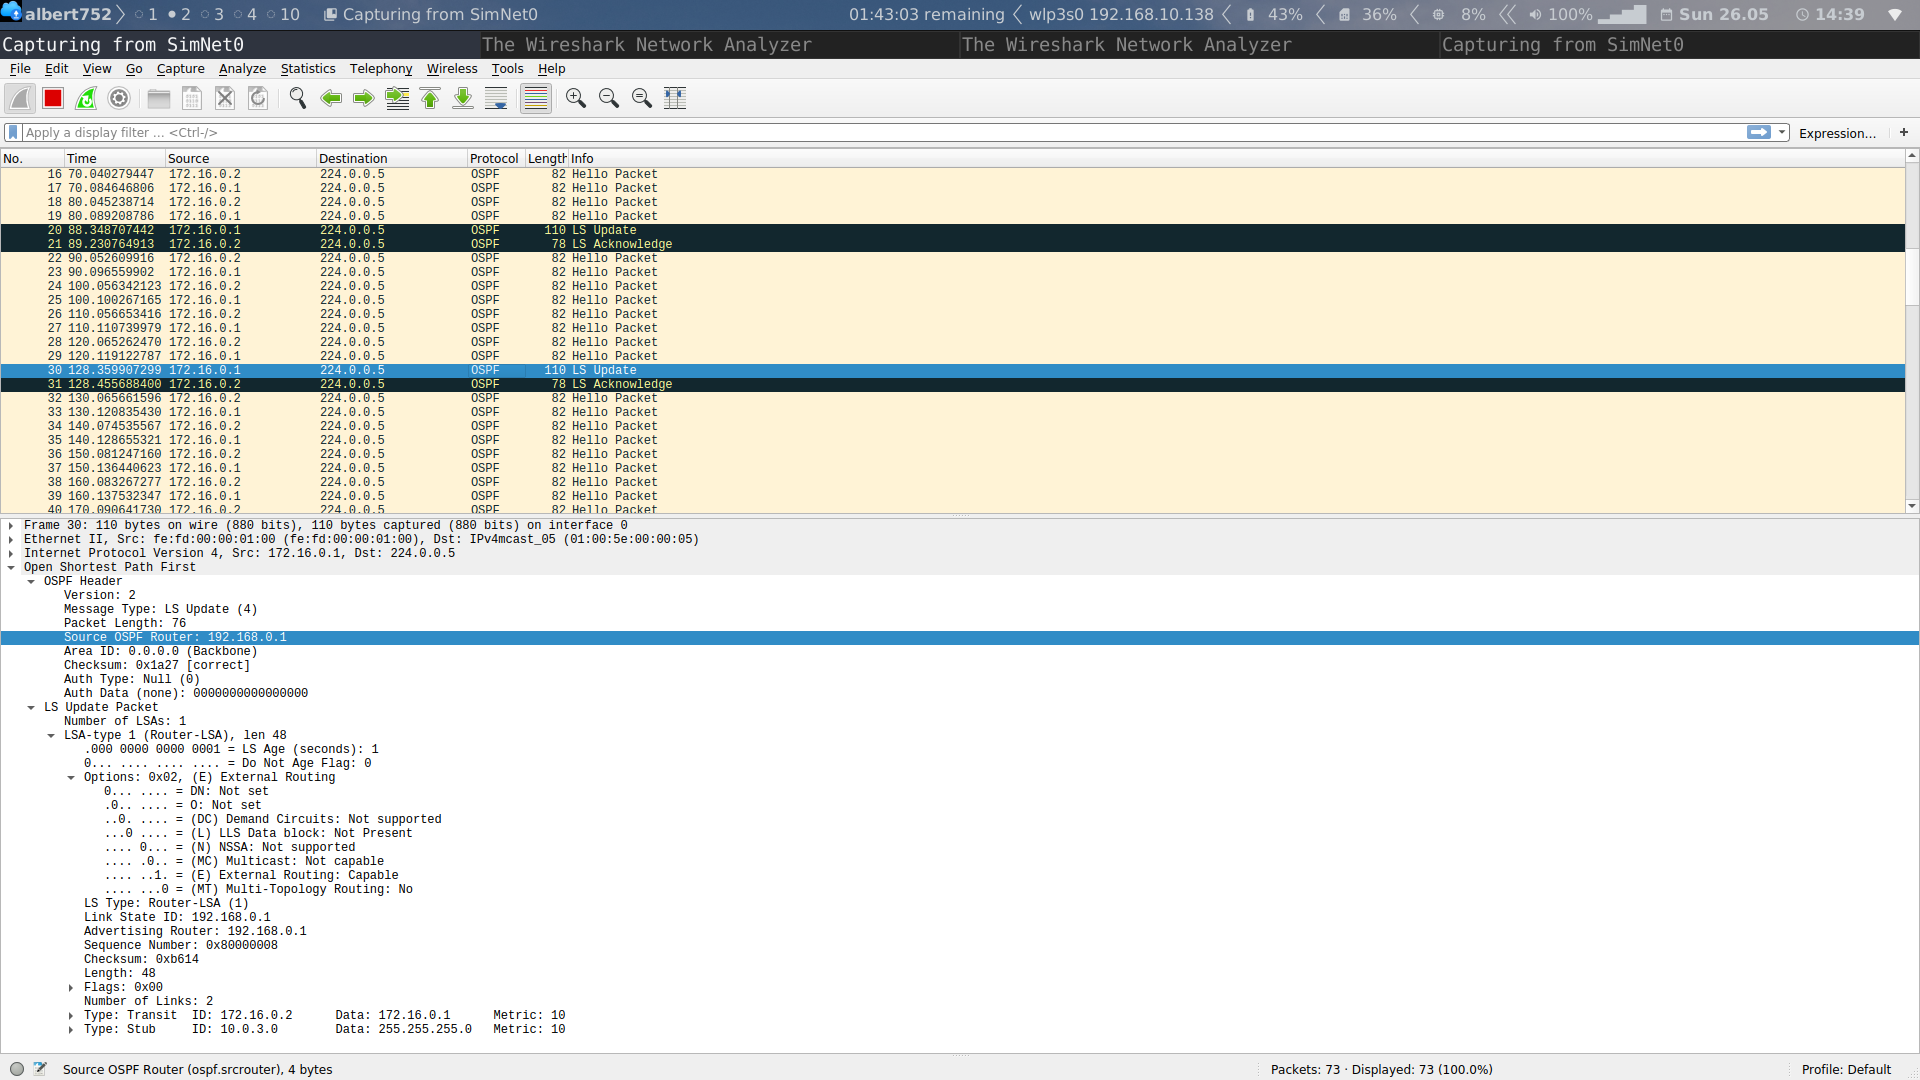 albert752 1 2 3 4 10 Capturing from SimNet0 01:43:03 remaining wlp3s0 192.168.10.138 43% 36% 8% 100% Sun 26.05 14:39
Capturing from SimNet0 The Wireshark Network Analyzer The Wireshark Network Analyzer Capturing from SimNet0
File Edit View Go Capture Analyze Statistics Telephony Wireless Tools Help
Apply a display filter ... <Ctrl-/> Expression... +
No. Time Source Destination Protocol Length Info
16 70.040279447 172.16.0.2 224.0.0.5 OSPF 82 Hello Packet
17 70.084646806 172.16.0.1 224.0.0.5 OSPF 82 Hello Packet
18 80.045238714 172.16.0.2 224.0.0.5 OSPF 82 Hello Packet
19 80.089208786 172.16.0.1 224.0.0.5 OSPF 82 Hello Packet
20 88.348707442 172.16.0.1 224.0.0.5 OSPF 110 LS Update
21 89.230764913 172.16.0.2 224.0.0.5 OSPF 78 LS Acknowledge
22 90.052609916 172.16.0.2 224.0.0.5 OSPF 82 Hello Packet
23 90.096559902 172.16.0.1 224.0.0.5 OSPF 82 Hello Packet
24 100.056342123 172.16.0.2 224.0.0.5 OSPF 82 Hello Packet
25 100.100267165 172.16.0.1 224.0.0.5 OSPF 82 Hello Packet
26 110.056653416 172.16.0.2 224.0.0.5 OSPF 82 Hello Packet
27 110.110739979 172.16.0.1 224.0.0.5 OSPF 82 Hello Packet
28 120.065262470 172.16.0.2 224.0.0.5 OSPF 82 Hello Packet
29 120.119122787 172.16.0.1 224.0.0.5 OSPF 82 Hello Packet
30 128.359907299 172.16.0.1 224.0.0.5 OSPF 110 LS Update
31 128.455688400 172.16.0.2 224.0.0.5 OSPF 78 LS Acknowledge
32 130.065661596 172.16.0.2 224.0.0.5 OSPF 82 Hello Packet
33 130.120835430 172.16.0.1 224.0.0.5 OSPF 82 Hello Packet
34 140.074535567 172.16.0.2 224.0.0.5 OSPF 82 Hello Packet
35 140.128655321 172.16.0.1 224.0.0.5 OSPF 82 Hello Packet
36 150.081247160 172.16.0.2 224.0.0.5 OSPF 82 Hello Packet
37 150.136440623 172.16.0.1 224.0.0.5 OSPF 82 Hello Packet
38 160.083267277 172.16.0.2 224.0.0.5 OSPF 82 Hello Packet
39 160.137532347 172.16.0.1 224.0.0.5 OSPF 82 Hello Packet
40 170.090641730 172.16.0.2 224.0.0.5 OSPF 82 Hello Packet
Frame 30: 110 bytes on wire (880 bits), 110 bytes captured (880 bits) on interface 0
Ethernet II, Src: fe:fd:00:00:01:00 (fe:fd:00:00:01:00), Dst: IPv4mcast_05 (01:00:5e:00:00:05)
Internet Protocol Version 4, Src: 172.16.0.1, Dst: 224.0.0.5
Open Shortest Path First
OSPF Header
Version: 2
Message Type: LS Update (4)
Packet Length: 76
Source OSPF Router: 192.168.0.1
Area ID: 0.0.0.0 (Backbone)
Checksum: 0x1a27 [correct]
Auth Type: Null (0)
Auth Data (none): 0000000000000000
LS Update Packet
Number of LSAs: 1
LSA-type 1 (Router-LSA), len 48
.000 0000 0000 0001 = LS Age (seconds): 1
0... .... .... .... = Do Not Age Flag: 0
Options: 0x02, (E) External Routing
0... .... = DN: Not set
.0.. .... = O: Not set
..0. .... = (DC) Demand Circuits: Not supported
...0 .... = (L) LLS Data block: Not Present
.... 0... = (N) NSSA: Not supported
.... .0.. = (MC) Multicast: Not capable
.... ..1. = (E) External Routing: Capable
.... ...0 = (MT) Multi-Topology Routing: No
LS Type: Router-LSA (1)
Link State ID: 192.168.0.1
Advertising Router: 192.168.0.1
Sequence Number: 0x80000008
Checksum: 0xb614
Length: 48
Flags: 0x00
Number of Links: 2
Type: Transit ID: 172.16.0.2 Data: 172.16.0.1 Metric: 10
Type: Stub ID: 10.0.3.0 Data: 255.255.255.0 Metric: 10
Source OSPF Router (ospf.srcrouter), 4 bytes Packets: 73 · Displayed: 73 (100.0%) Profile: Default